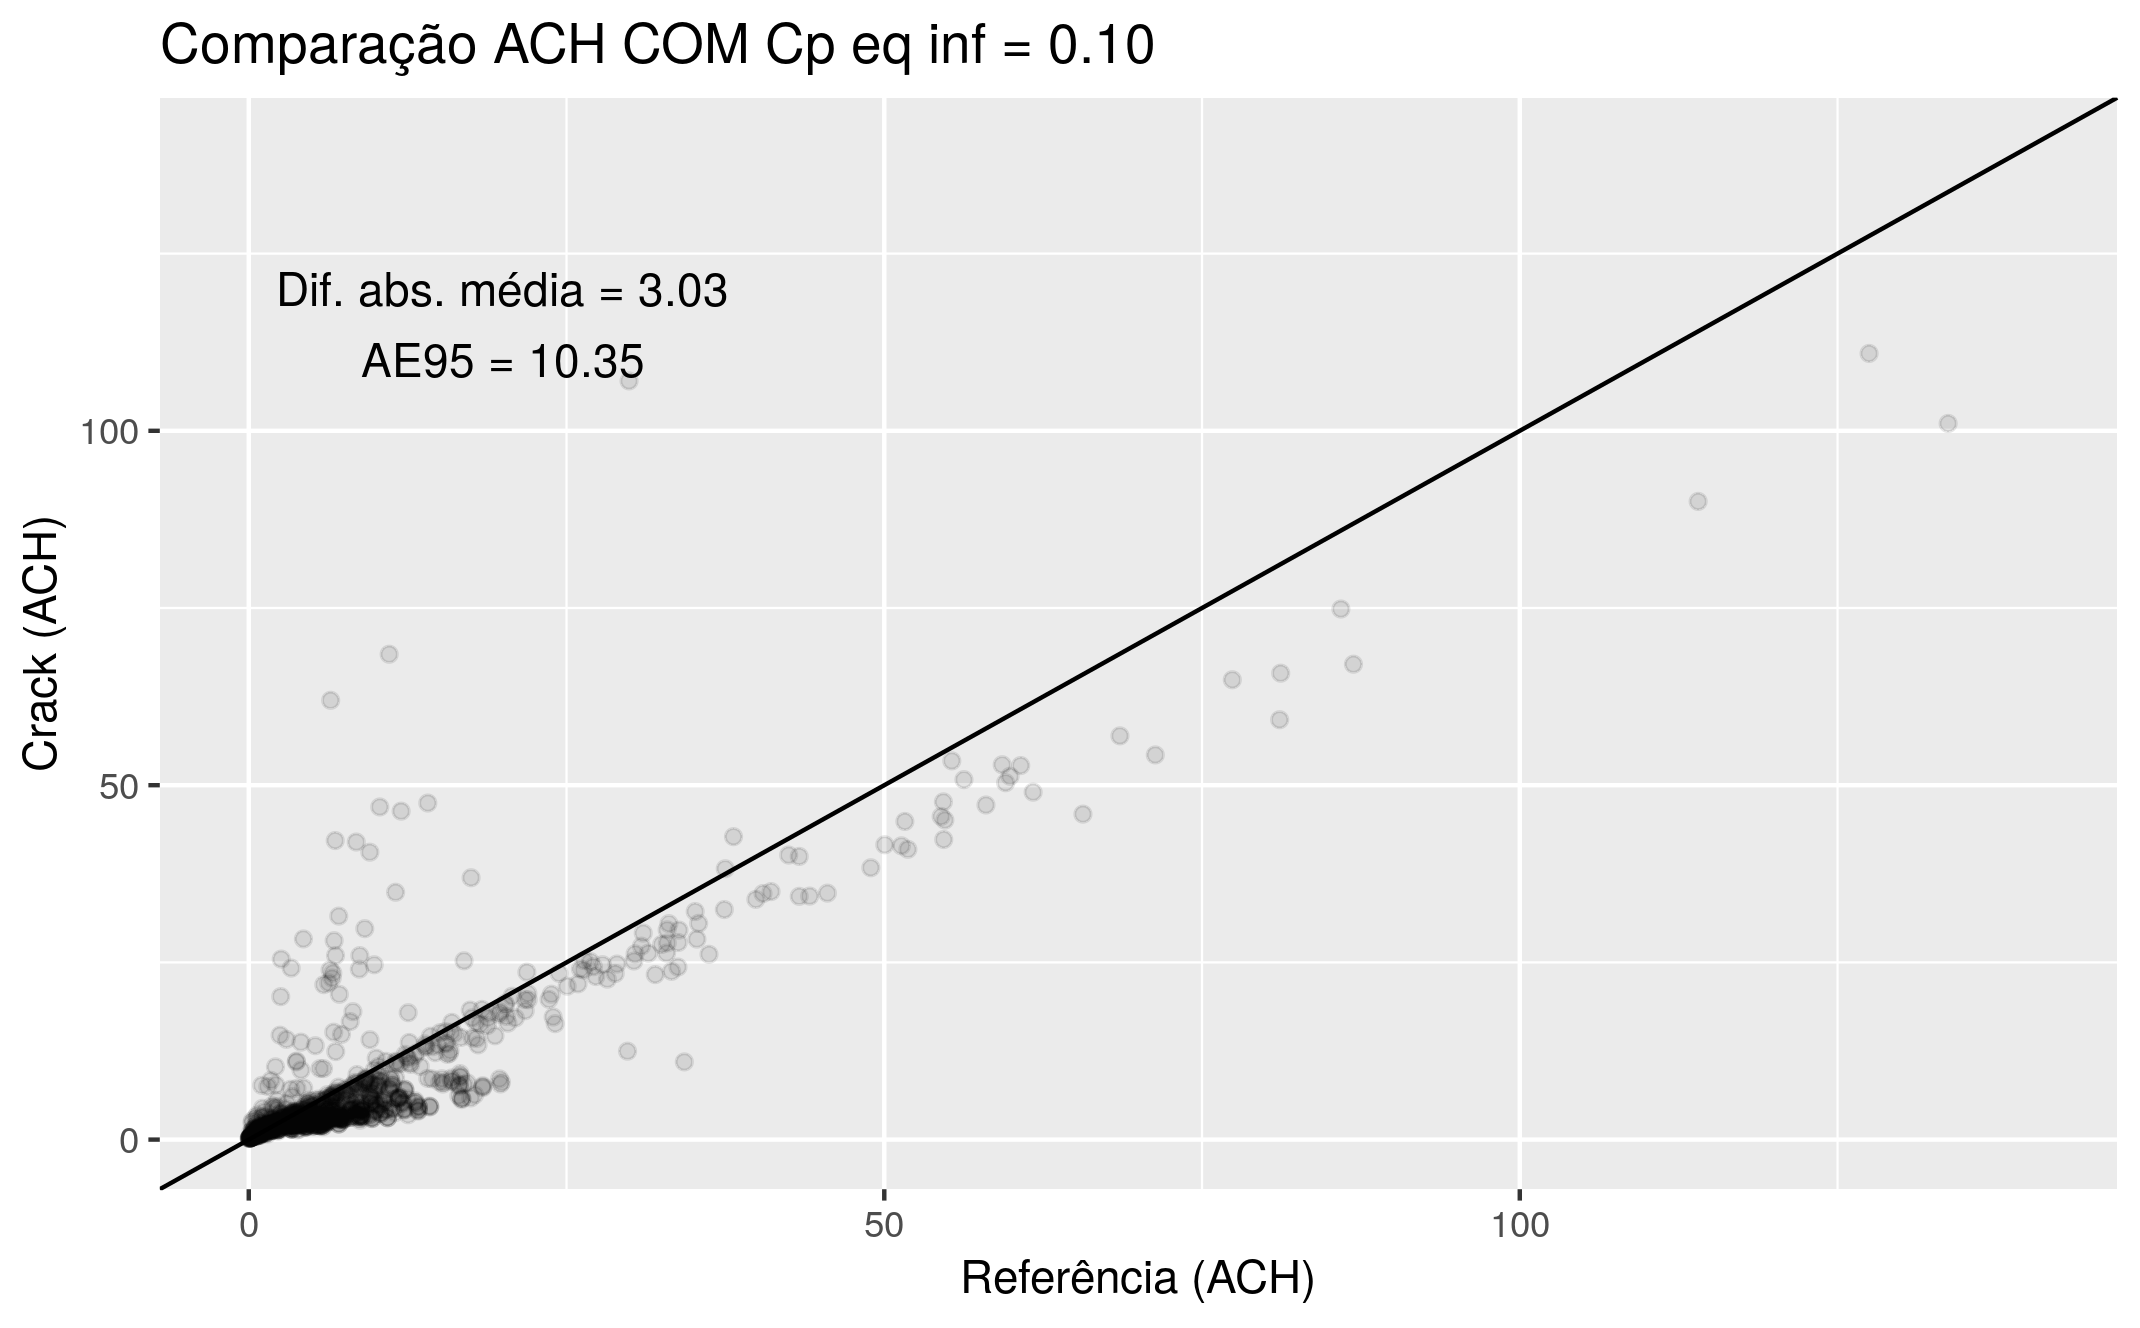 Comparação ACH COM Cp eq inf = 0.10
Dif. abs. média = 3.03
AE95 = 10.35
100
50
0
Crack (ACH)
0
50
100
Referência (ACH)